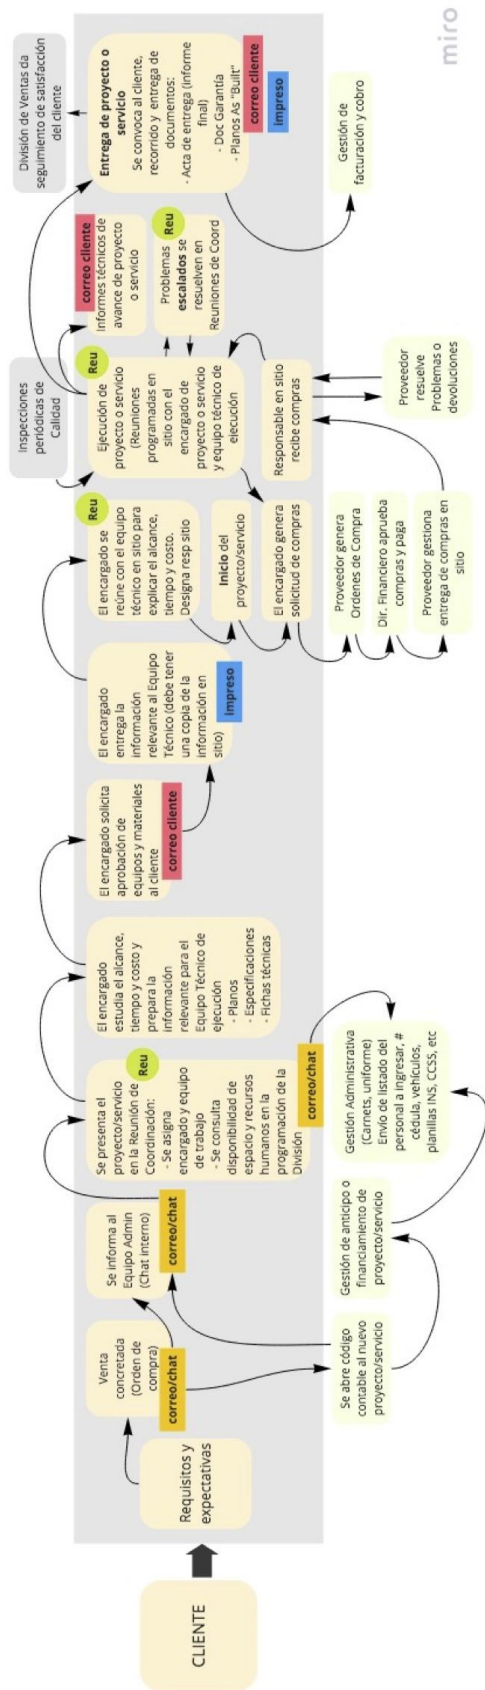 CLIENTE
Requisitos y
expectativas
Venta
concretada
(Orden de
compra)
correo/chat
Se informa al
Equipo Admin
(Chat interno)
correo/chat
Se abre código
contable al nuevo
proyecto/servicio
Gestión de anticipo o
financiamiento de
proyecto/servicio
Se presenta el
proyecto/servicio
en la Reunión de
Coordinación:
- Se asigna
encargado y equipo
de trabajo
- Se consulta
disponibilidad de
espacio y recursos
humanos en la
programación de la
División
Reu
correo/chat
Gestión Administrativa
(Carnets, uniforme)
Envío de listado del
personal a ingresar, #
cédula, vehículos,
planillas INS, CCSS, etc
El encargado
estudia el alcance,
tiempo y costo y
prepara la
información
relevante para el
Equipo Técnico de
ejecución
- Planos
- Especificaciones
- Fichas técnicas
El encargado solicita
aprobación de
equipos y materiales
al cliente
correo cliente
El encargado
entrega la
información
relevante al Equipo
Técnico (debe tener
una copia de la
información en
sitio)
impreso
Reu
El encargado se
reúne con el equipo
técnico en sitio para
explicar el alcance,
tiempo y costo.
Designa resp sitio
Inicio del
proyecto/servicio
El encargado genera
solicitud de compras
Proveedor genera
Ordenes de Compra
Dir. Financiero aprueba
compras y paga
Proveedor gestiona
entrega de compras en
sitio
Inspecciones
periódicas de
Calidad
Reu
Ejecución de
proyecto o servicio
(Reuniones
programadas en
sitio con el
encargado de
proyecto o servicio
y equipo técnico de
ejecución
Responsable en sitio
recibe compras
Proveedor
resuelve
Problemas o
devoluciones
correo cliente
Informes técnicos de
avance de proyecto
o servicio
Reu
Problemas
escalados se
resuelven en
Reuniones de Coord
División de Ventas da
seguimiento de satisfacción
del cliente
Entrega de proyecto o
servicio
Se convoca al cliente,
recorrido y entrega de
documentos:
- Acta de entrega (informe
final)
- Doc Garantía
- Planos As "Built"
correo cliente
impreso
Gestión de
facturación y cobro
miro